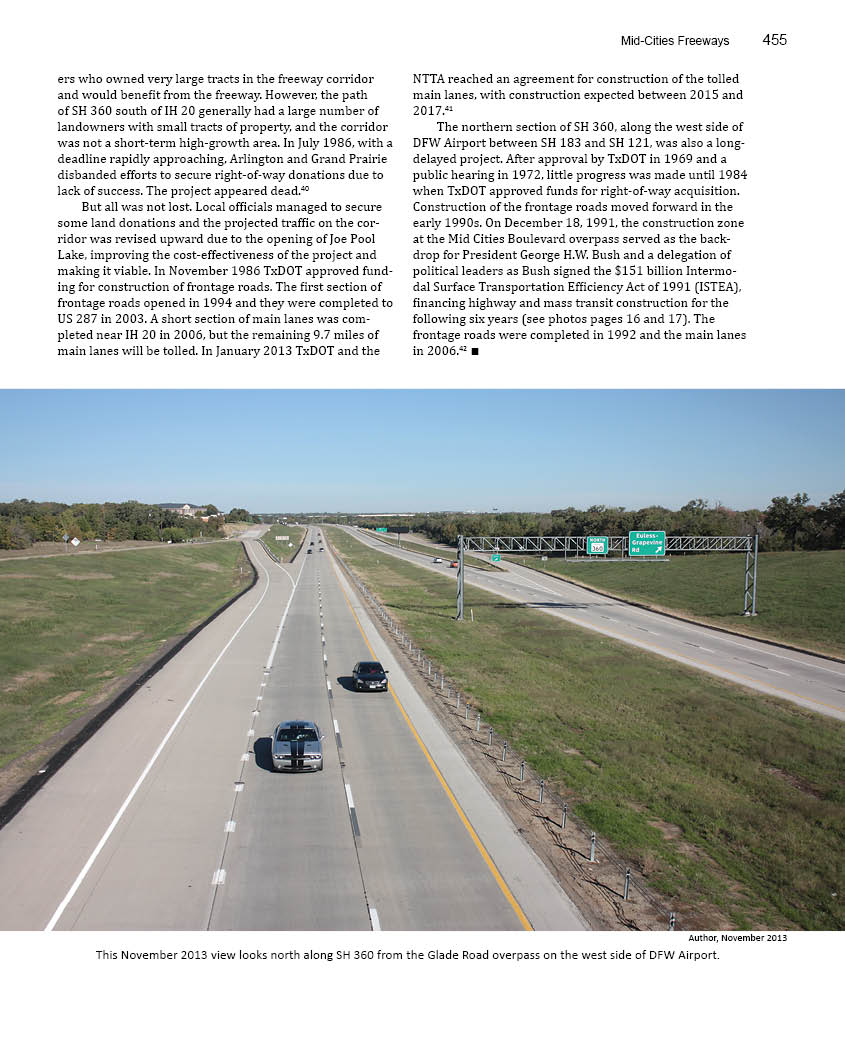 Mid-Cities Freeways 455
ers who owned very large tracts in the freeway corridor
and would benefit from the freeway. However, the path
of SH 360 south of IH 20 generally had a large number of
landowners with small tracts of property, and the corridor
was not a short-term high-growth area. In July 1986, with a
deadline rapidly approaching, Arlington and Grand Prairie
disbanded efforts to secure right-of-way donations due to
lack of success. The project appeared dead.⁴⁰
But all was not lost. Local officials managed to secure
some land donations and the projected traffic on the cor-
ridor was revised upward due to the opening of Joe Pool
Lake, improving the cost-effectiveness of the project and
making it viable. In November 1986 TxDOT approved fund-
ing for construction of frontage roads. The first section of
frontage roads opened in 1994 and they were completed to
US 287 in 2003. A short section of main lanes was com-
pleted near IH 20 in 2006, but the remaining 9.7 miles of
main lanes will be tolled. In January 2013 TxDOT and the
NTTA reached an agreement for construction of the tolled
main lanes, with construction expected between 2015 and
2017.⁴¹
The northern section of SH 360, along the west side of
DFW Airport between SH 183 and SH 121, was also a long-
delayed project. After approval by TxDOT in 1969 and a
public hearing in 1972, little progress was made until 1984
when TxDOT approved funds for right-of-way acquisition.
Construction of the frontage roads moved forward in the
early 1990s. On December 18, 1991, the construction zone
at the Mid Cities Boulevard overpass served as the back-
drop for President George H.W. Bush and a delegation of
political leaders as Bush signed the $151 billion Intermo-
dal Surface Transportation Efficiency Act of 1991 (ISTEA),
financing highway and mass transit construction for the
following six years (see photos pages 16 and 17). The
frontage roads were completed in 1992 and the main lanes
in 2006.⁴² ■
NORTH
360
Euless-
Grapevine
Rd
Author, November 2013
This November 2013 view looks north along SH 360 from the Glade Road overpass on the west side of DFW Airport.